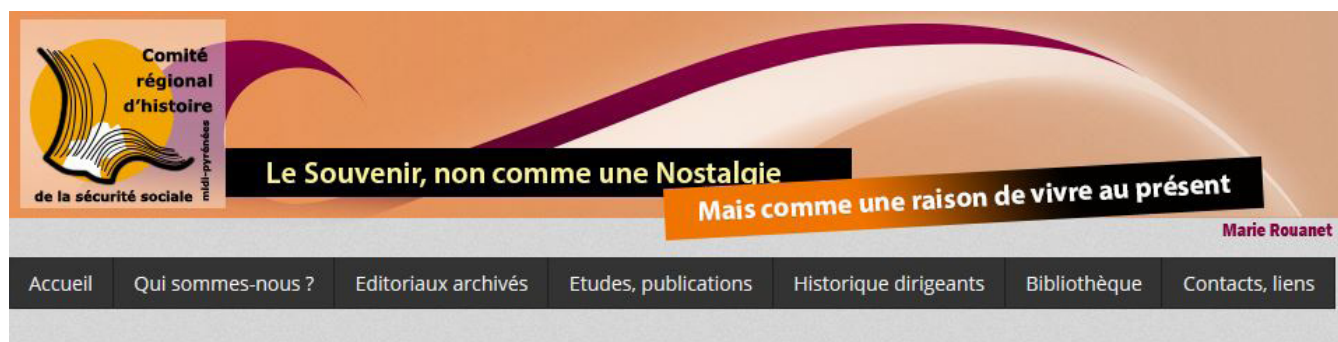 Comité
régional
d'histoire
midi-pyrénées
de la sécurité sociale
Le Souvenir, non comme une Nostalgie
Mais comme une raison de vivre au présent
Marie Rouanet
Accueil Qui sommes-nous ? Editoriaux archivés Etudes, publications Historique dirigeants Bibliothèque Contacts, liens